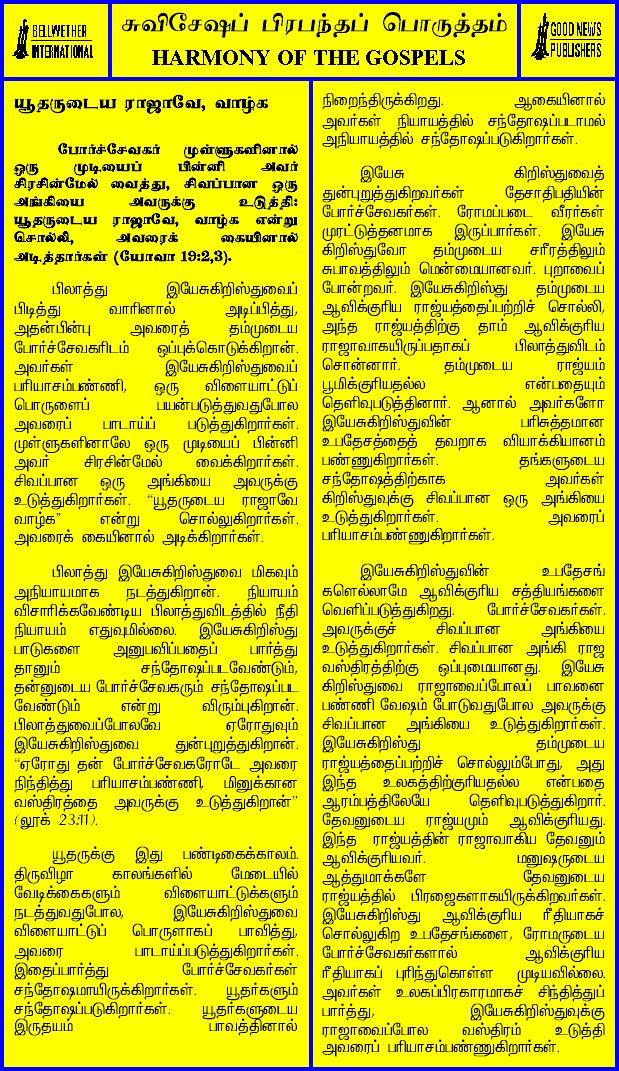 BELLWETHER
INTERNATIONAL
சுவிசேஷப் பிரபந்தப் பொருத்தம்
HARMONY OF THE GOSPELS
GOOD NEWS
PUBLISHERS
யூதருடைய ராஜாவே, வாழ்க
போர்ச்சேவகர் முள்ளுகளினால்
ஒரு முடியைப் பின்னி அவர்
சிரசின்மேல் வைத்து, சிவப்பான ஒரு
அங்கியை அவருக்கு உடுத்தி:
யூதருடைய ராஜாவே, வாழ்க என்று
சொல்லி, அவரைக் கையினால்
அடித்தார்கள் (யோவா 19:2,3).
பிலாத்து இயேசுகிறிஸ்துவைப்
பிடித்து வாரினால் அடிப்பித்து,
அதன்பின்பு அவரைத் தம்முடைய
போர்ச்சேவகரிடம் ஒப்புக்கொடுக்கிறான்.
அவர்கள் இயேசுகிறிஸ்துவைப்
பரியாசம்பண்ணி, ஒரு விளையாட்டுப்
பொருளைப் பயன்படுத்துவதுபோல
அவரைப் பாடாய்ப் படுத்துகிறார்கள்.
முள்ளுகளினாலே ஒரு முடியைப் பின்னி
அவர் சிரசின்மேல் வைக்கிறார்கள்.
சிவப்பான ஒரு அங்கியை அவருக்கு
உடுத்துகிறார்கள். “யூதருடைய ராஜாவே
வாழ்க” என்று சொல்லுகிறார்கள்.
அவரைக் கையினால் அடிக்கிறார்கள்.
பிலாத்து இயேசுகிறிஸ்துவை மிகவும்
அநியாயமாக நடத்துகிறான். நியாயம்
விசாரிக்கவேண்டிய பிலாத்துவிடத்தில் நீதி
நியாயம் எதுவுமில்லை. இயேசுகிறிஸ்து
பாடுகளை அனுபவிப்பதைப் பார்த்து
தானும் சந்தோஷப்படவேண்டும்,
தன்னுடைய போர்ச்சேவகரும் சந்தோஷப்பட
வேண்டும் என்று விரும்புகிறான்.
பிலாத்துவைப்போலவே ஏரோதுவும்
இயேசுகிறிஸ்துவை துன்புறுத்துகிறான்.
“ஏரோது தன் போர்ச்சேவகரோடே அவரை
நிந்தித்து பரியாசம்பண்ணி, மினுக்கான
வஸ்திரத்தை அவருக்கு உடுத்துகிறான்”
(லூக் 23:11).
யூதருக்கு இது பண்டிகைக்காலம்.
திருவிழா காலங்களில் மேடையில்
வேடிக்கைகளும் விளையாட்டுக்களும்
நடத்துவதுபோல, இயேசுகிறிஸ்துவை
விளையாட்டுப் பொருளாகப் பாவித்து,
அவரை பாடாய்ப்படுத்துகிறார்கள்.
இதைப்பார்த்து போர்ச்சேவகர்கள்
சந்தோஷமாயிருக்கிறார்கள். யூதர்களும்
சந்தோஷப்படுகிறார்கள். யூதர்களுடைய
இருதயம் பாவத்தினால்
நிறைந்திருக்கிறது. ஆகையினால்
அவர்கள் நியாயத்தில் சந்தோஷப்படாமல்
அநியாயத்தில் சந்தோஷப்படுகிறார்கள்.
இயேசு கிறிஸ்துவைத்
துன்புறுத்துகிறவர்கள் தேசாதிபதியின்
போர்ச்சேவகர்கள். ரோமப்படை வீரர்கள்
முரட்டுத்தனமாக இருப்பார்கள். இயேசு
கிறிஸ்துவோ தம்முடைய சரீரத்திலும்
சுபாவத்திலும் மென்மையானவர். புறாவைப்
போன்றவர். இயேசுகிறிஸ்து தம்முடைய
ஆவிக்குரிய ராஜ்யத்தைப்பற்றிச் சொல்லி,
அந்த ராஜ்யத்திற்கு தாம் ஆவிக்குரிய
ராஜாவாகயிருப்பதாகப் பிலாத்துவிடம்
சொன்னார். தம்முடைய ராஜ்யம்
பூமிக்குரியதல்ல என்பதையும்
தெளிவுபடுத்தினார். ஆனால் அவர்களோ
இயேசுகிறிஸ்துவின் பரிசுத்தமான
உபதேசத்தைத் தவறாக வியாக்கியானம்
பண்ணுகிறார்கள். தங்களுடைய
சந்தோஷத்திற்காக அவர்கள்
கிறிஸ்துவுக்கு சிவப்பான ஒரு அங்கியை
உடுத்துகிறார்கள். அவரைப்
பரியாசம்பண்ணுகிறார்கள்.
இயேசுகிறிஸ்துவின் உபதேசங்
களெல்லாமே ஆவிக்குரிய சத்தியங்களை
வெளிப்படுத்துகிறது. போர்ச்சேவகர்கள்.
அவருக்குச் சிவப்பான அங்கியை
உடுத்துகிறார்கள். சிவப்பான அங்கி ராஜ
வஸ்திரத்திற்கு ஒப்புமையானது. இயேசு
கிறிஸ்துவை ராஜாவைப்போலப் பாவனை
பண்ணி வேஷம் போடுவதுபோல அவருக்கு
சிவப்பான அங்கியை உடுத்துகிறார்கள்.
இயேசுகிறிஸ்து தம்முடைய
ராஜ்யத்தைப்பற்றிச் சொல்லும்போது, அது
இந்த உலகத்திற்குரியதல்ல என்பதை
ஆரம்பத்திலேயே தெளிவுபடுத்துகிறார்.
தேவனுடைய ராஜ்யமும் ஆவிக்குரியது.
இந்த ராஜ்யத்தின் ராஜாவாகிய தேவனும்
ஆவிக்குரியவர். மனுஷருடைய
ஆத்துமாக்களே தேவனுடைய
ராஜ்யத்தில் பிரஜைகளாகயிருக்கிறவர்கள்.
இயேசுகிறிஸ்து ஆவிக்குரிய ரீதியாகச்
சொல்லுகிற உபதேசங்களை, ரோமருடைய
போர்ச்சேவகர்களால் ஆவிக்குரிய
ரீதியாகப் புரிந்துகொள்ள முடியவில்லை.
அவர்கள் உலகப்பிரகாரமாகச் சிந்தித்துப்
பார்த்து, இயேசுகிறிஸ்துவுக்கு
ராஜாவைப்போல வஸ்திரம் உடுத்தி
அவரைப் பரியாசம்பண்ணுகிறார்கள்.